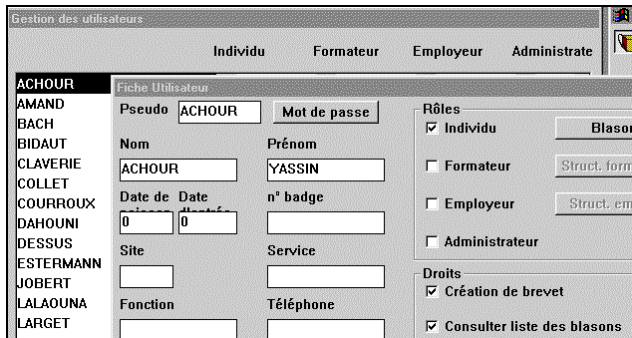 Gestion des utilisateurs
Individu Formateur Employeur Administrate
ACHOUR
AMAND
BACH
BIDAUT
CLAVERIE
COLLET
COURROUX
DAHOUNI
DESSUS
ESTERMANN
JOBERT
LALAOUNA
LARGET
Fiche Utilisateur
Pseudo ACHOUR Mot de passe
Nom Prénom
ACHOUR YASSIN
Date de Date n° badge
0 0
Site Service
Fonction Téléphone
Rôles
Individu Blason
Formateur Struct. form
Employeur Struct. em
Administrateur
Droits
Création de brevet
Consulter liste des blasons